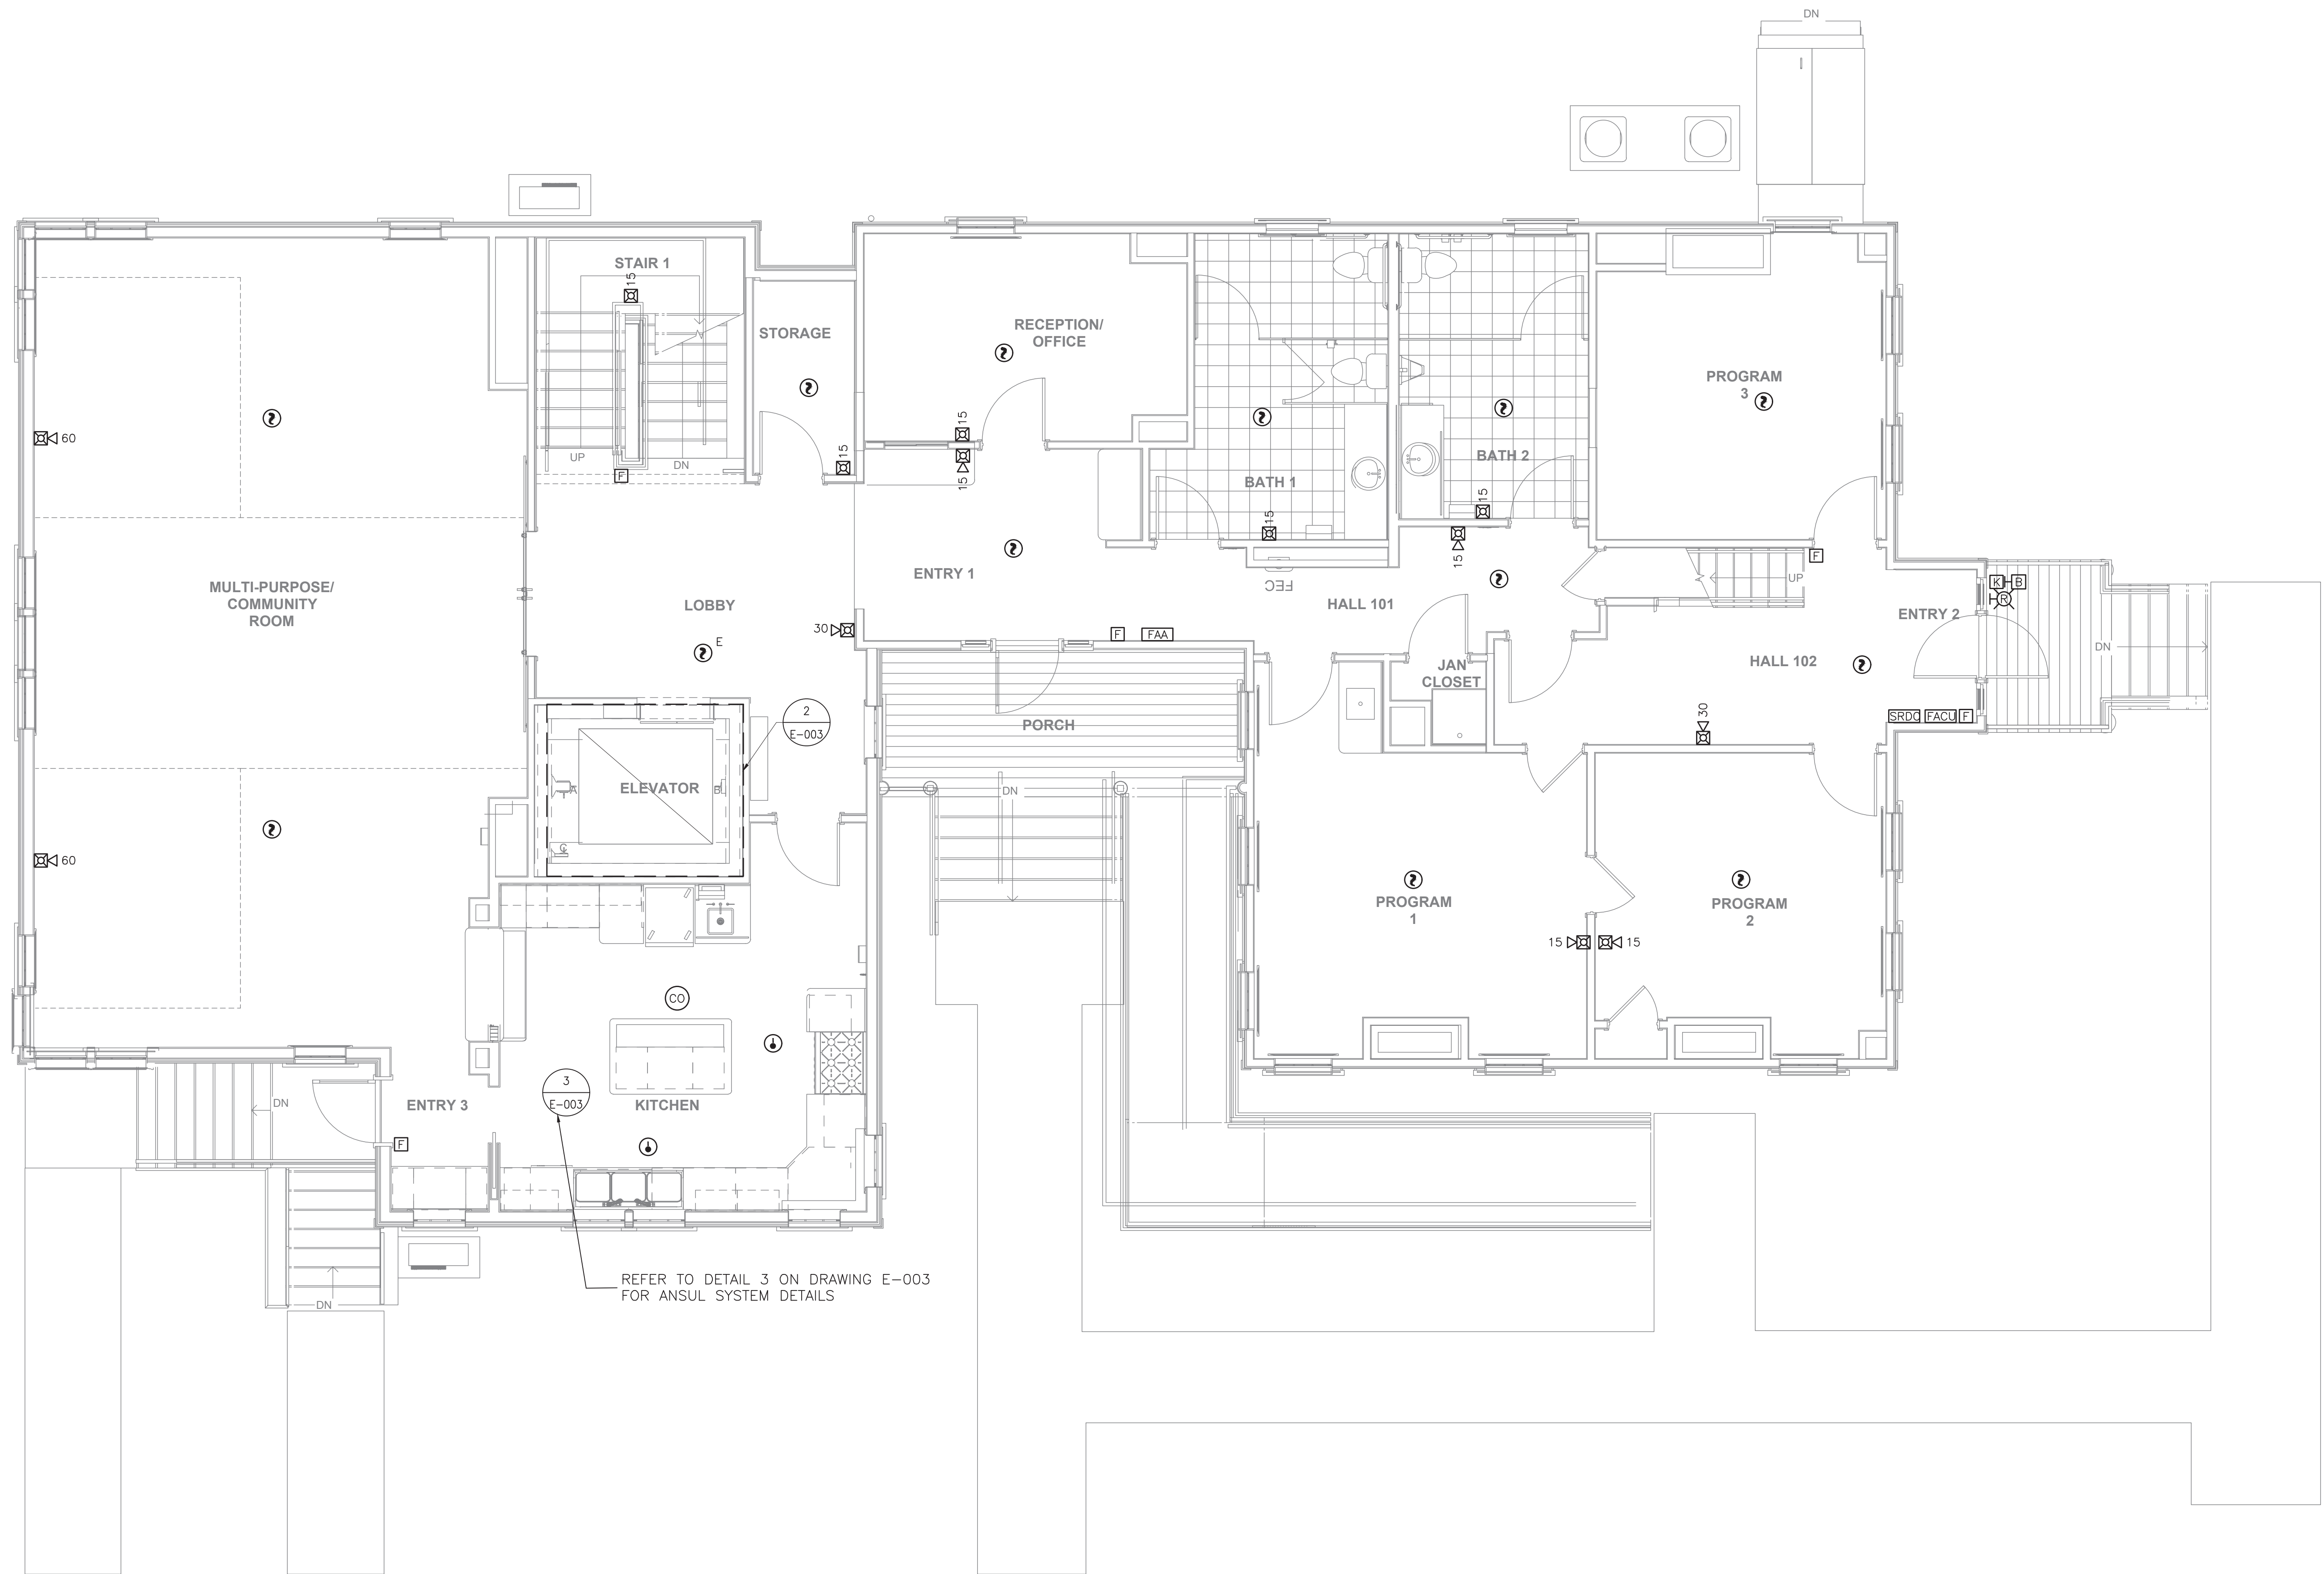 DN
STAIR 1
15
UP
DN
F
STORAGE
15
RECEPTION/
OFFICE
15
15
BATH 1
15
BATH 2
15
15
PROGRAM
3
F
60
MULTI-PURPOSE/
COMMUNITY
ROOM
60
LOBBY
E
30
ENTRY 1
F
FAA
FEC
HALL 101
UP
ENTRY 2
K
B
R
DN
HALL 102
SRDC
FACU
F
30
JAN
CLOSET
PORCH
DN
2
E-003
ELEVATOR
A
B
C
PROGRAM
1
15
15
PROGRAM
2
CO
KITCHEN
3
E-003
ENTRY 3
F
DN
DN
REFER TO DETAIL 3 ON DRAWING E-003
FOR ANSUL SYSTEM DETAILS